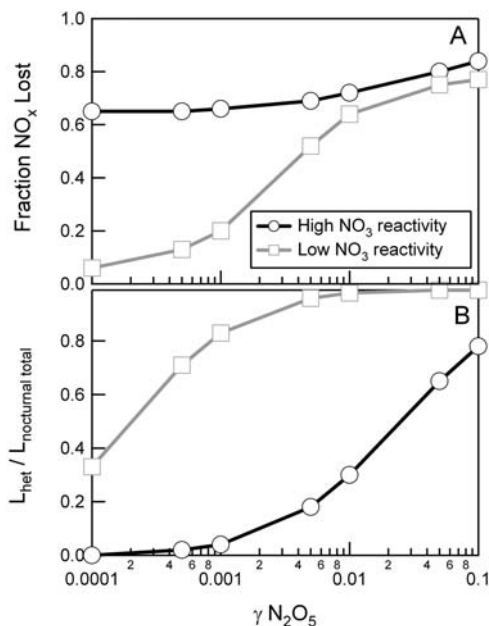 A
Fraction NOx Lost
0.8
0.6
0.4
0.2
0.0
High NO3 reactivity
Low NO3 reactivity
B
Lhet / Lnocturnal total
0.8
0.6
0.4
0.2
0.0
2 4 6 8 2 4 6 8 2 4 6 8
0.0001 0.001 0.01 0.1
γ N2O5